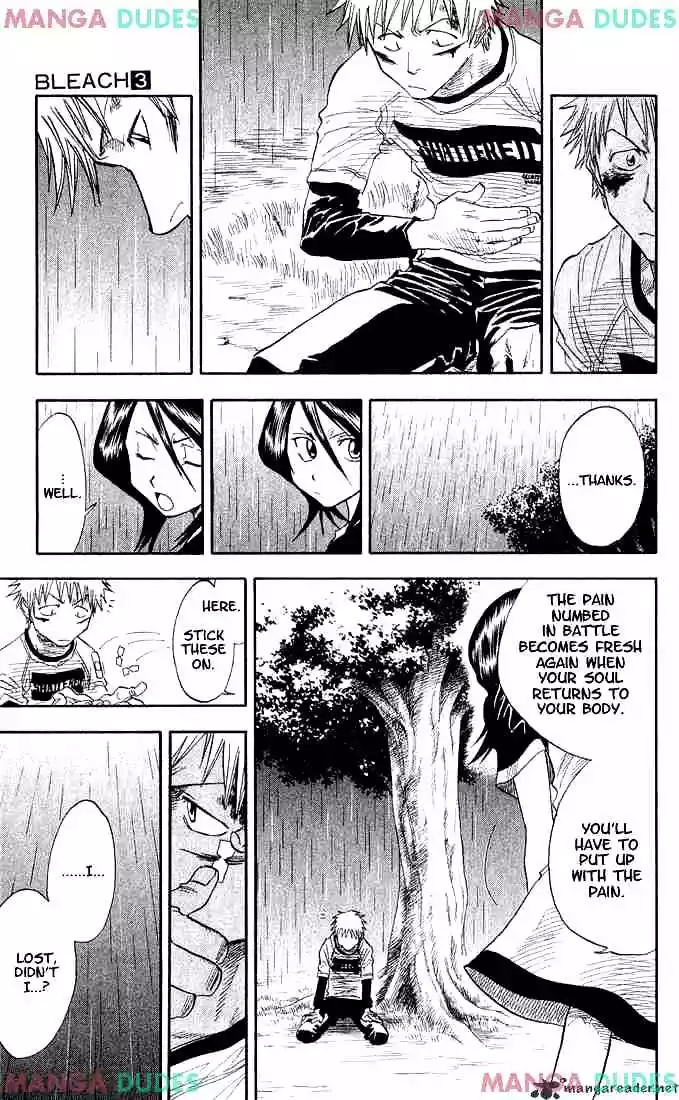 MANGA DUDES
MANGA DUDES
BLEACH 3
SHATTERED
...THANKS.
...
WELL.
THE PAIN
NUMBED
IN BATTLE
BECOMES FRESH
AGAIN WHEN
YOUR SOUL
RETURNS TO
YOUR BODY.
YOU'LL
HAVE TO
PUT UP
WITH THE
PAIN.
HERE.
STICK
THESE
ON.
SHATTERED
......I...
LOST,
DIDN'T
I...?
MANGA DUDES
MANGA DUDES
mangareader.net